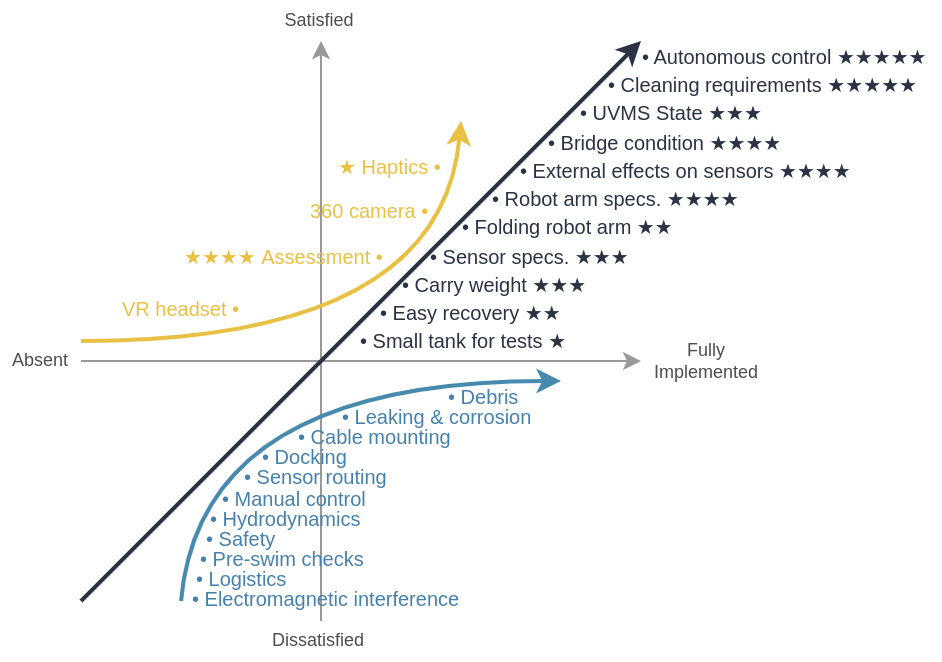 Satisfied
• Autonomous control ★★★★★
• Cleaning requirements ★★★★★
• UVMS State ★★★
• Bridge condition ★★★★
★ Haptics •
• External effects on sensors ★★★★
• Robot arm specs. ★★★★
360 camera •
• Folding robot arm ★★
★★★★ Assessment •
• Sensor specs. ★★★
• Carry weight ★★★
VR headset •
• Easy recovery ★★
• Small tank for tests ★
Absent
Fully
Implemented
• Debris
• Leaking & corrosion
• Cable mounting
• Docking
• Sensor routing
• Manual control
• Hydrodynamics
• Safety
• Pre-swim checks
• Logistics
• Electromagnetic interference
Dissatisfied